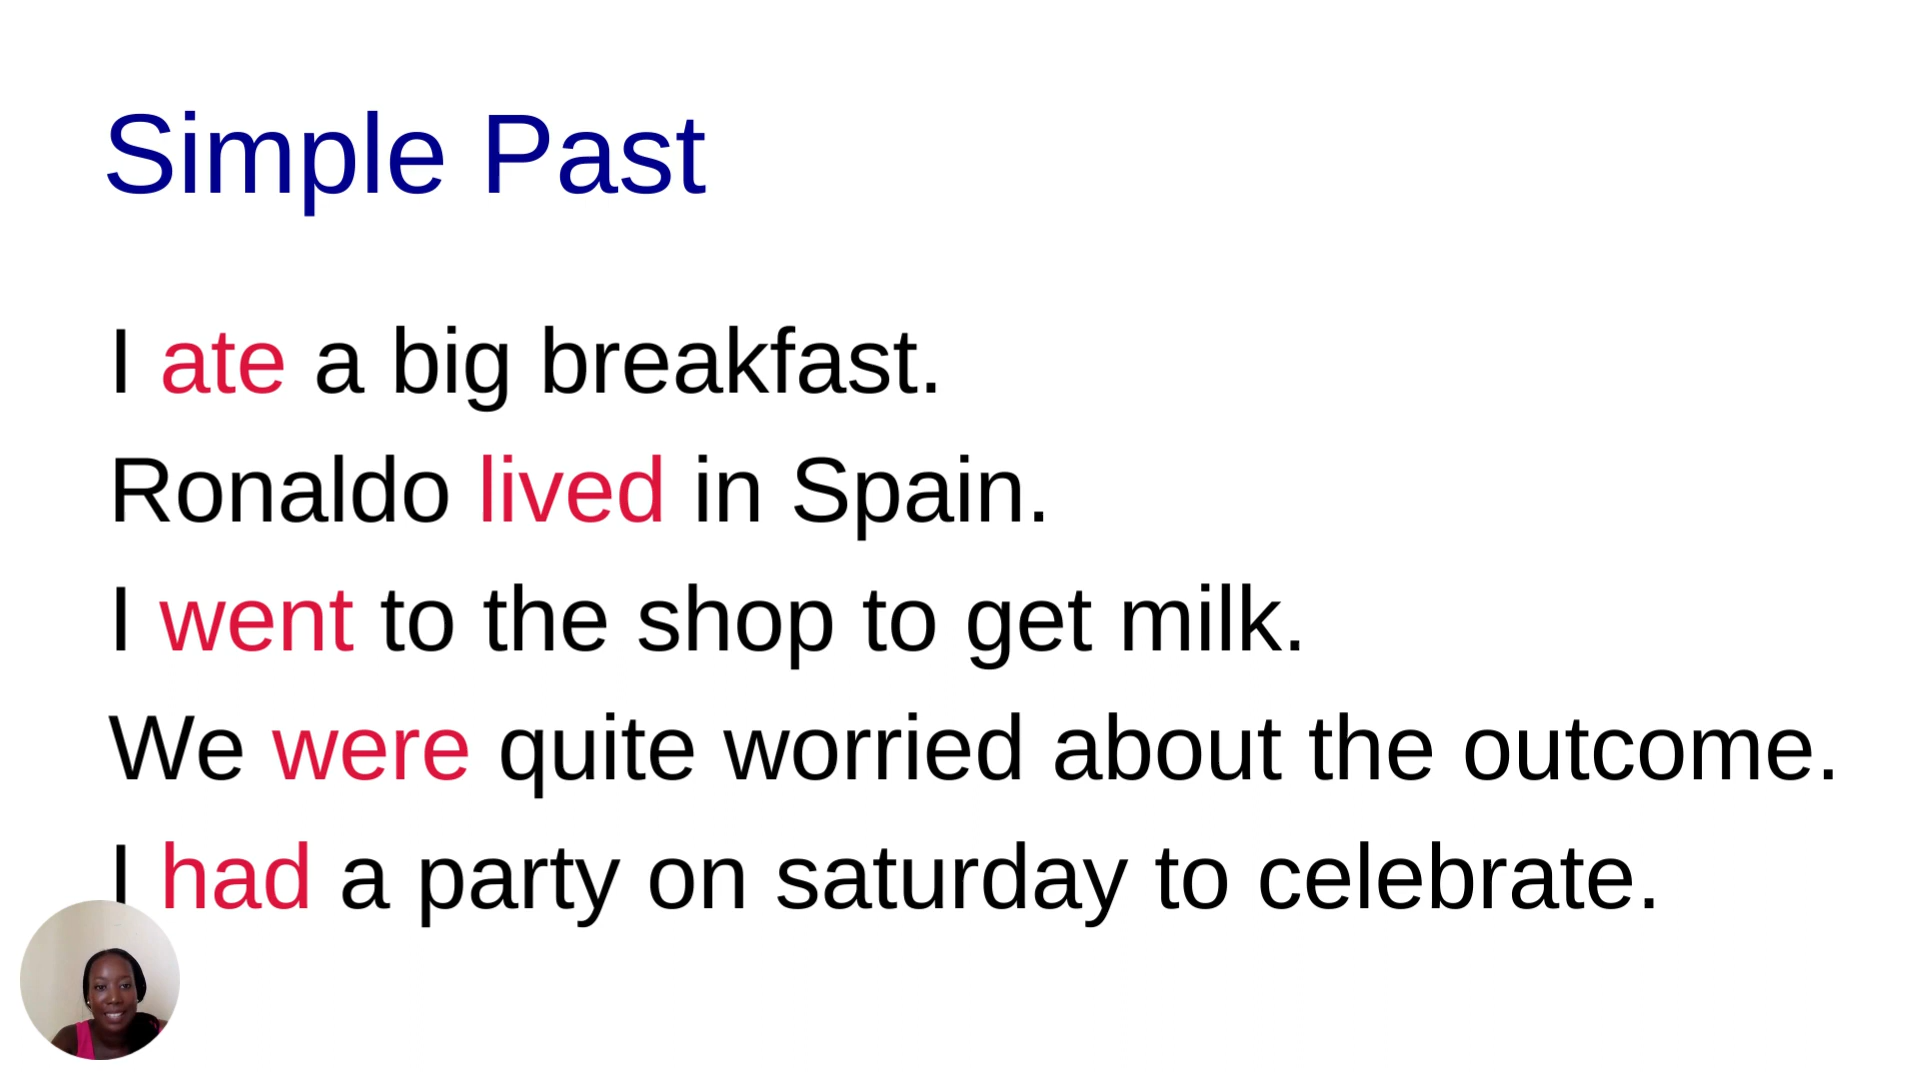 Simple Past
I ate a big breakfast.
Ronaldo lived in Spain.
I went to the shop to get milk.
We were quite worried about the outcome.
I had a party on saturday to celebrate.